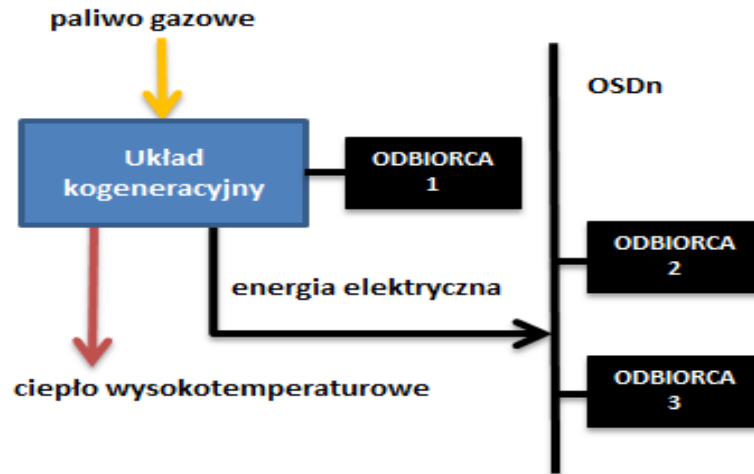 paliwo gazowe
OSDn
Układ
kogeneracyjny
ODBIORCA
1
ODBIORCA
2
energia elektryczna
ciepło wysokotemperaturowe
ODBIORCA
3